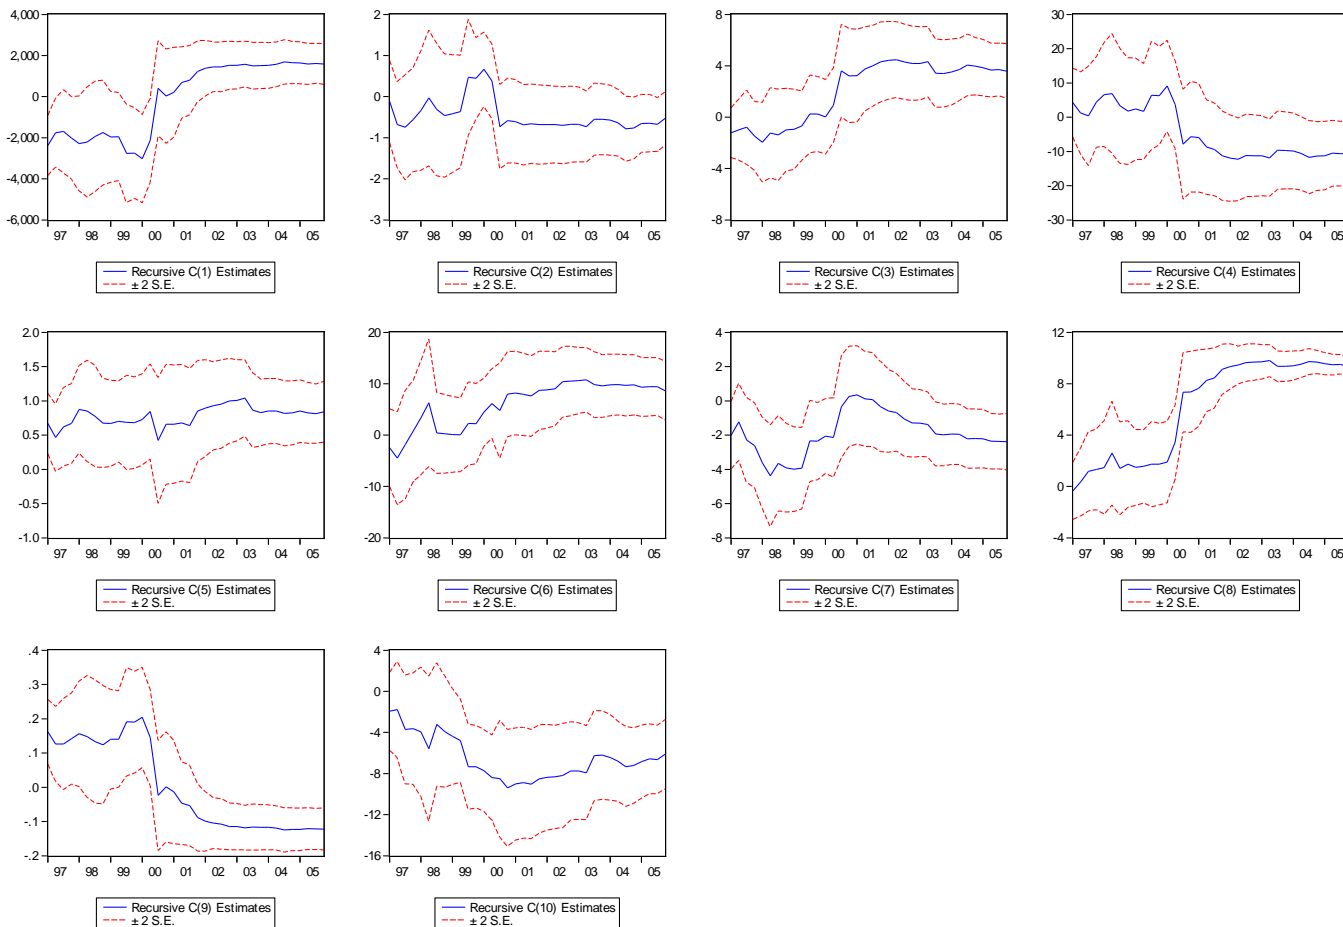 4,000
2,000
0
-2,000
-4,000
-6,000
97 98 99 00 01 02 03 04 05
Recursive C(1) Estimates
± 2 S.E.
2
1
0
-1
-2
-3
97 98 99 00 01 02 03 04 05
Recursive C(2) Estimates
± 2 S.E.
8
4
0
-4
-8
97 98 99 00 01 02 03 04 05
Recursive C(3) Estimates
± 2 S.E.
30
20
10
0
-10
-20
-30
97 98 99 00 01 02 03 04 05
Recursive C(4) Estimates
± 2 S.E.
2.0
1.5
1.0
0.5
0.0
-0.5
-1.0
97 98 99 00 01 02 03 04 05
Recursive C(5) Estimates
± 2 S.E.
20
10
0
-10
-20
97 98 99 00 01 02 03 04 05
Recursive C(6) Estimates
± 2 S.E.
4
2
0
-2
-4
-6
-8
97 98 99 00 01 02 03 04 05
Recursive C(7) Estimates
± 2 S.E.
12
8
4
0
-4
97 98 99 00 01 02 03 04 05
Recursive C(8) Estimates
± 2 S.E.
.4
.3
.2
.1
.0
-.1
-.2
97 98 99 00 01 02 03 04 05
Recursive C(9) Estimates
± 2 S.E.
4
0
-4
-8
-12
-16
97 98 99 00 01 02 03 04 05
Recursive C(10) Estimates
± 2 S.E.